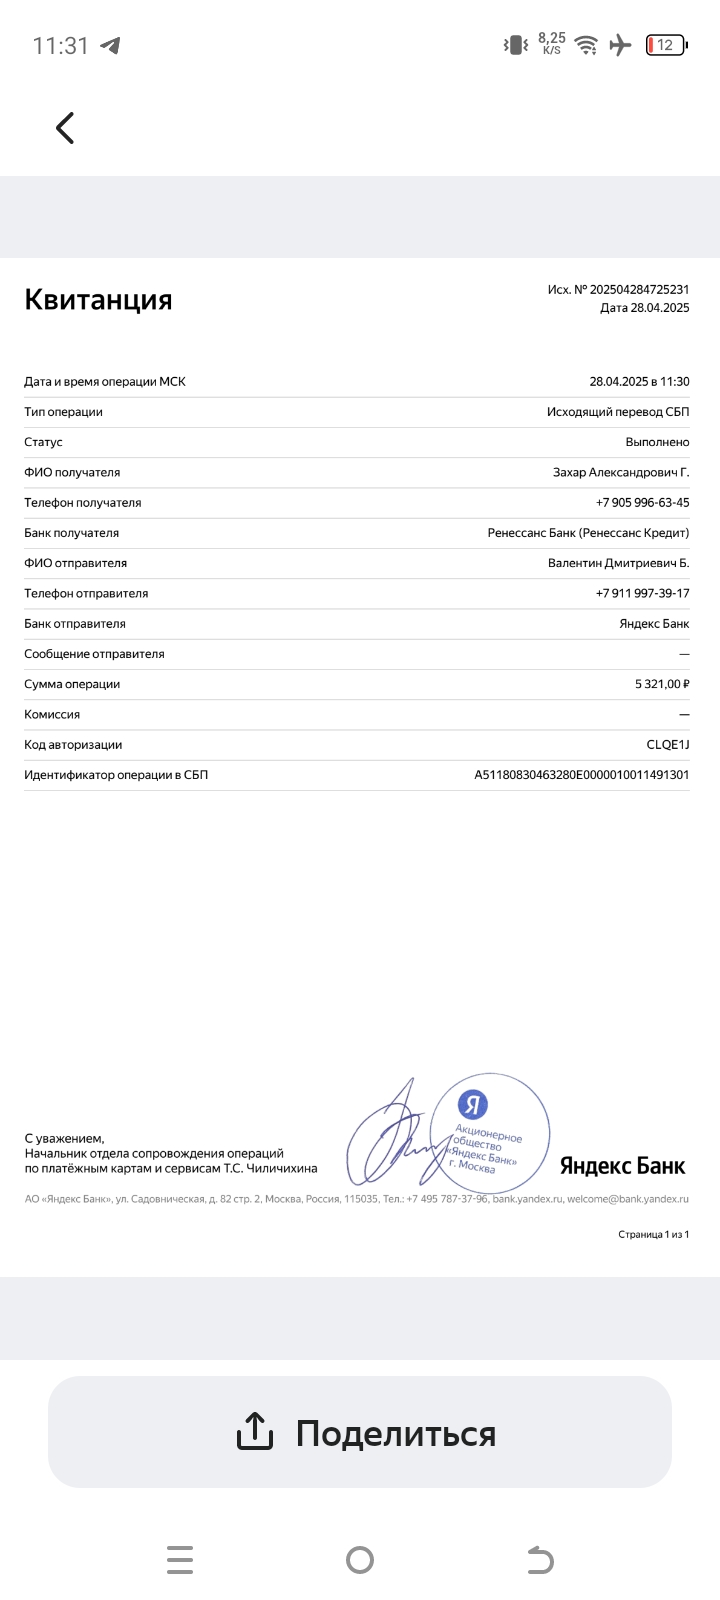 11:31
8,25
K/S
12
Квитанция
Исх. № 202504284725231
Дата 28.04.2025
Дата и время операции МСК 28.04.2025 в 11:30
Тип операции Исходящий перевод СБП
Статус Выполнено
ФИО получателя Захар Александрович Г.
Телефон получателя +7 905 996-63-45
Банк получателя Ренессанс Банк (Ренессанс Кредит)
ФИО отправителя Валентин Дмитриевич Б.
Телефон отправителя +7 911 997-39-17
Банк отправителя Яндекс Банк
Сообщение отправителя —
Сумма операции 5 321,00 ₽
Комиссия —
Код авторизации CLQE1J
Идентификатор операции в СБП A51180830463280E0000010011491301
С уважением,
Начальник отдела сопровождения операций
по платёжным картам и сервисам Т.С. Чиличихина
Я
Акционерное
общество
«Яндекс Банк»
г. Москва
Яндекс Банк
АО «Яндекс Банк», ул. Садовническая, д. 82 стр. 2, Москва, Россия, 115035, Тел.: +7 495 787-37-96, bank.yandex.ru, welcome@bank.yandex.ru
Страница 1 из 1
Поделиться